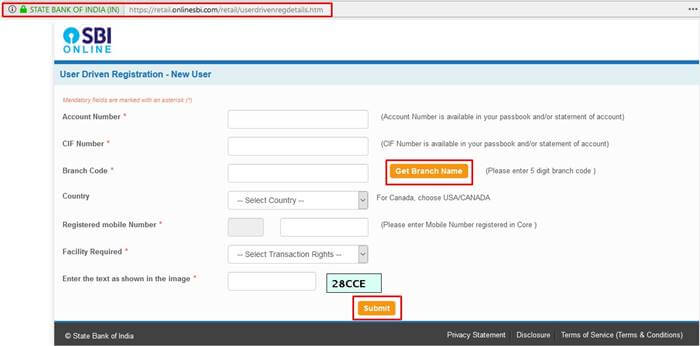 STATE BANK OF INDIA (IN) https://retail.onlinesbi.com/retail/userdrivenregdetails.htm
SBI
ONLINE
User Driven Registration - New User
Mandatory fields are marked with an asterisk (*)
Account Number * (Account Number is available in your passbook and/or statement of account)
CIF Number * (CIF Number is available in your passbook and/or statement of account)
Branch Code * Get Branch Name (Please enter 5 digit branch code )
Country -- Select Country -- For Canada, choose USA/CANADA
Registered mobile Number * (Please enter Mobile Number registered in Core )
Facility Required * -- Select Transaction Rights --
Enter the text as shown in the image * 28CCE
Submit
© State Bank of India Privacy Statement | Disclosure | Terms of Service (Terms & Conditions)